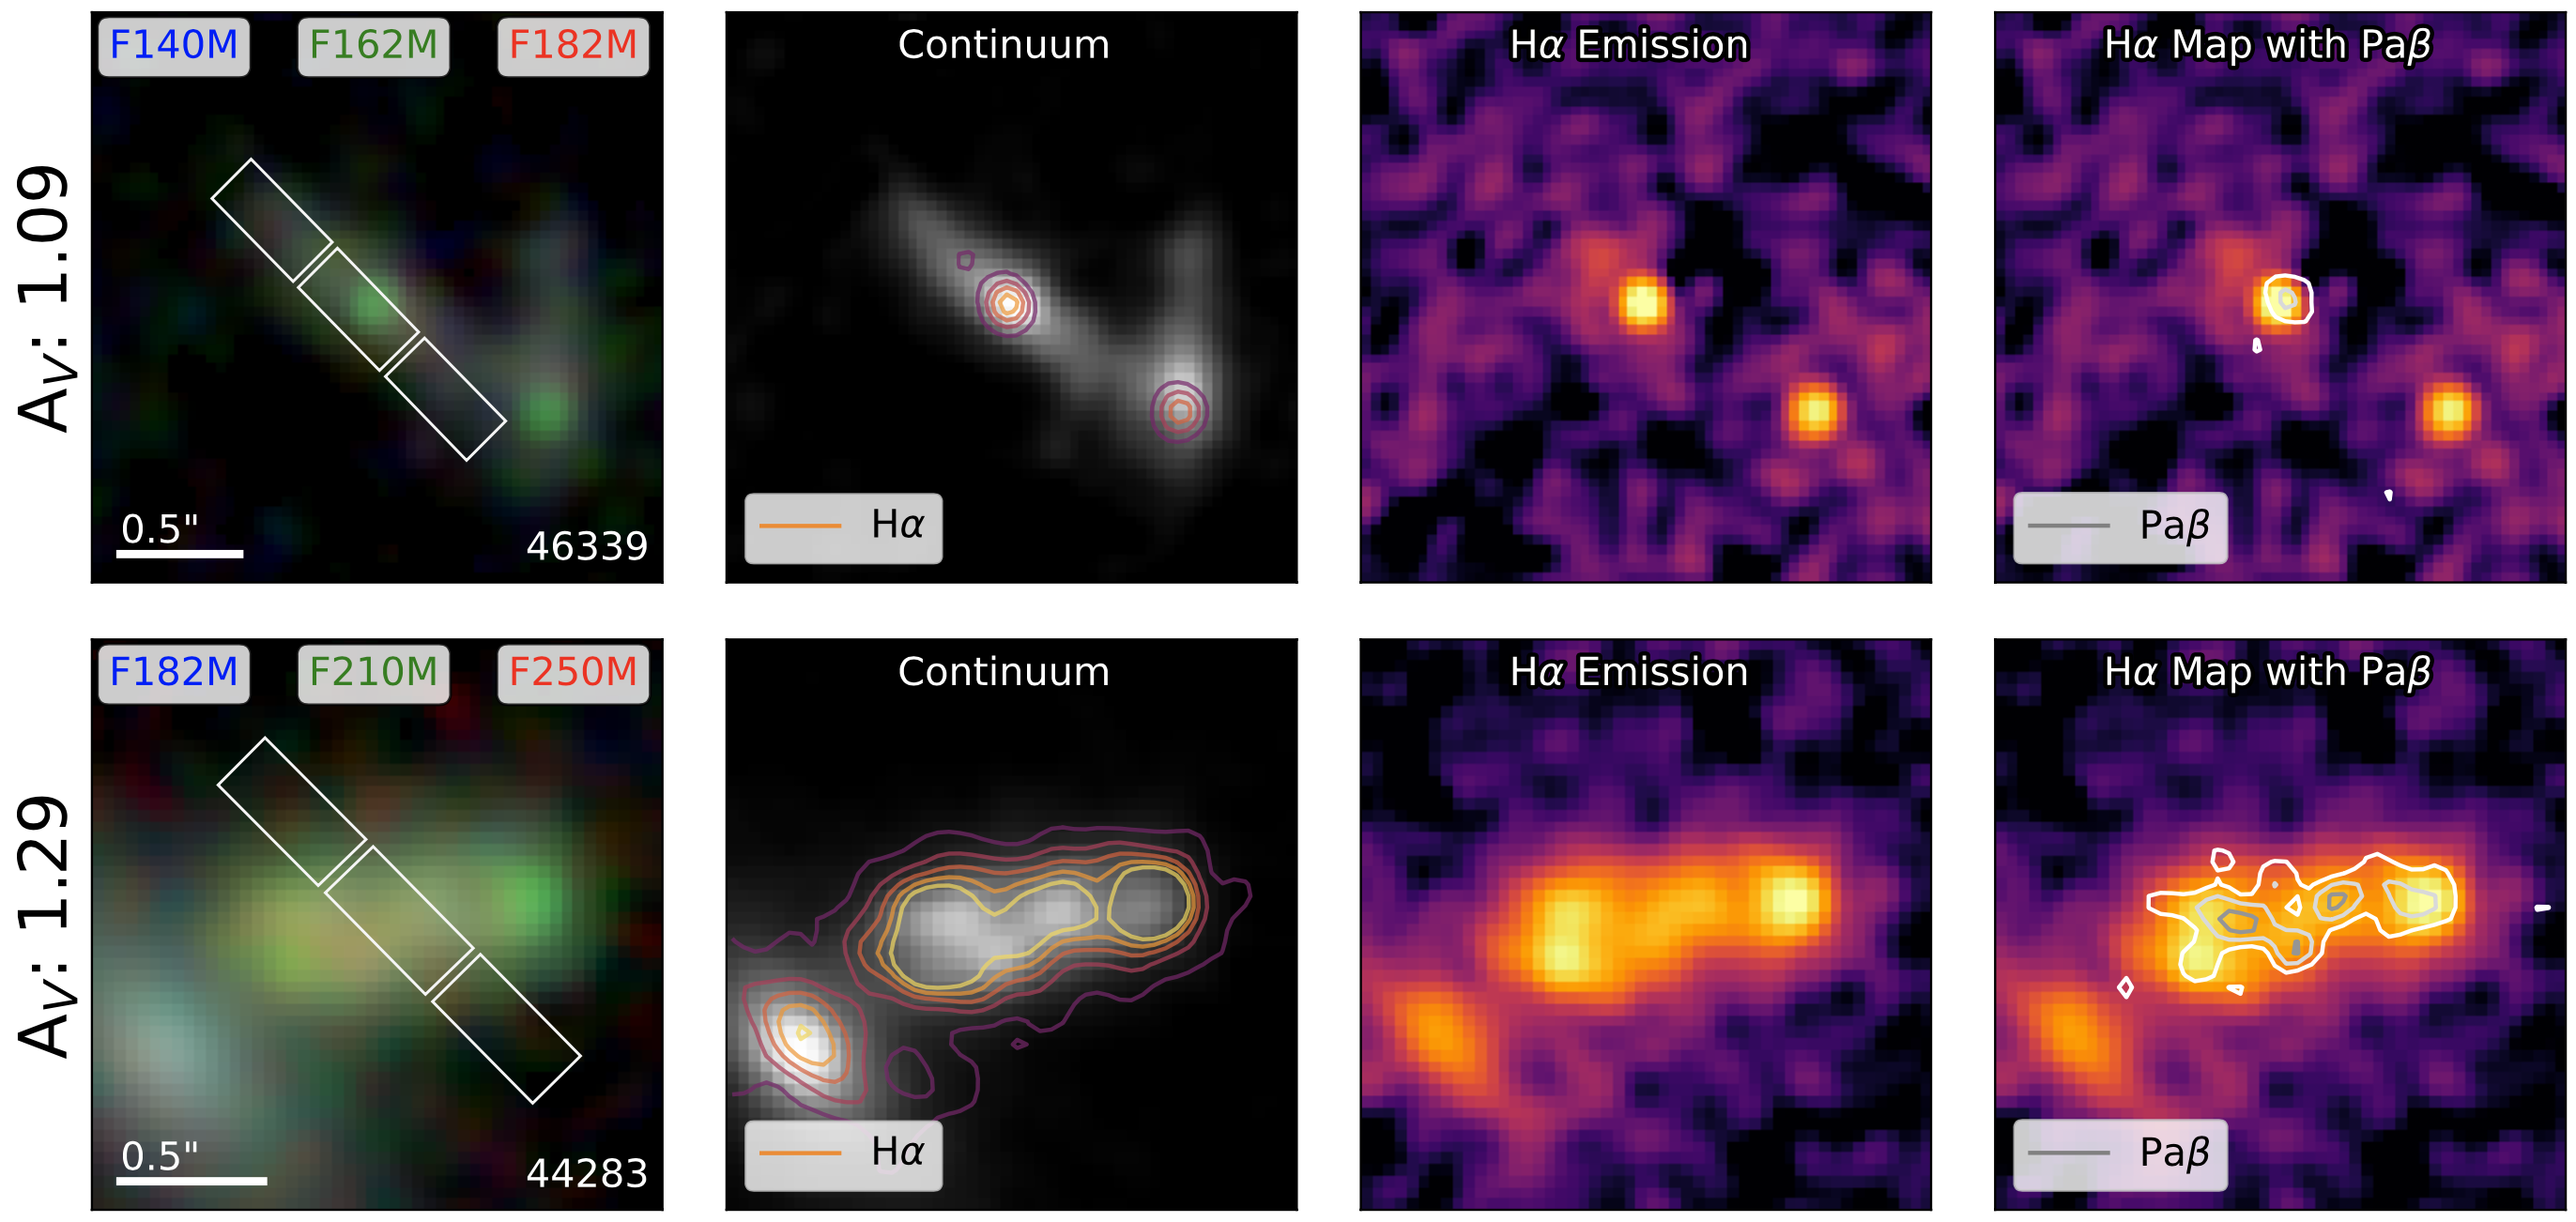 A_V: 1.09
F140M F162M F182M
0.5"
46339
Continuum
Hα
Hα Emission
Hα Map with Paβ
Paβ
A_V: 1.29
F182M F210M F250M
0.5"
44283
Continuum
Hα
Hα Emission
Hα Map with Paβ
Paβ